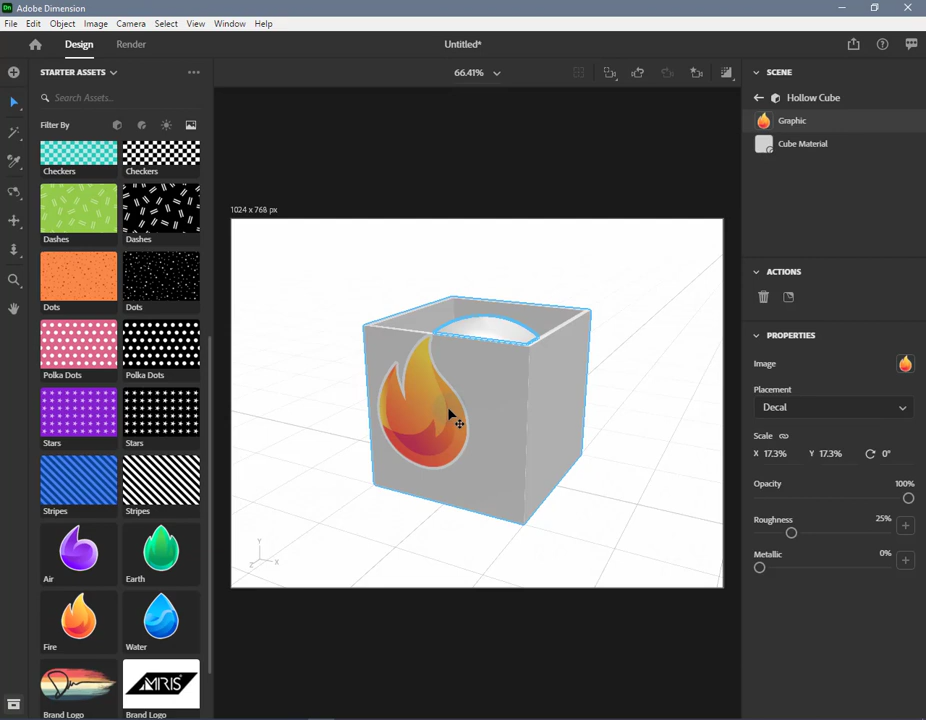 Adobe Dimension
File Edit Object Image Camera Select View Window Help
Design Render Untitled*
STARTER ASSETS
66.41%
Search Assets...
Filter By
Checkers Checkers
Dashes Dashes
Dots Dots
Polka Dots Polka Dots
Stars Stars
Stripes Stripes
Air Earth
Fire Water
MRIS
Brand Logo Brand Logo
1024 x 768 px
Y
Z X
SCENE
Hollow Cube
Graphic
Cube Material
ACTIONS
PROPERTIES
Image
Placement
Decal
Scale
X 17.3% Y 17.3% 0°
Opacity 100%
Roughness 25%
Metallic 0%